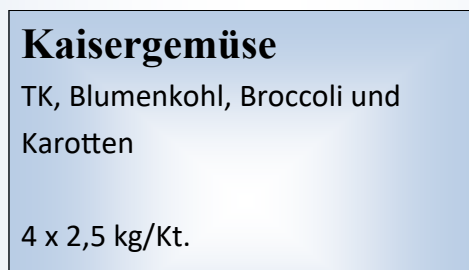 Kaisergemüse
TK, Blumenkohl, Broccoli und
Karotten
4 x 2,5 kg/Kt.